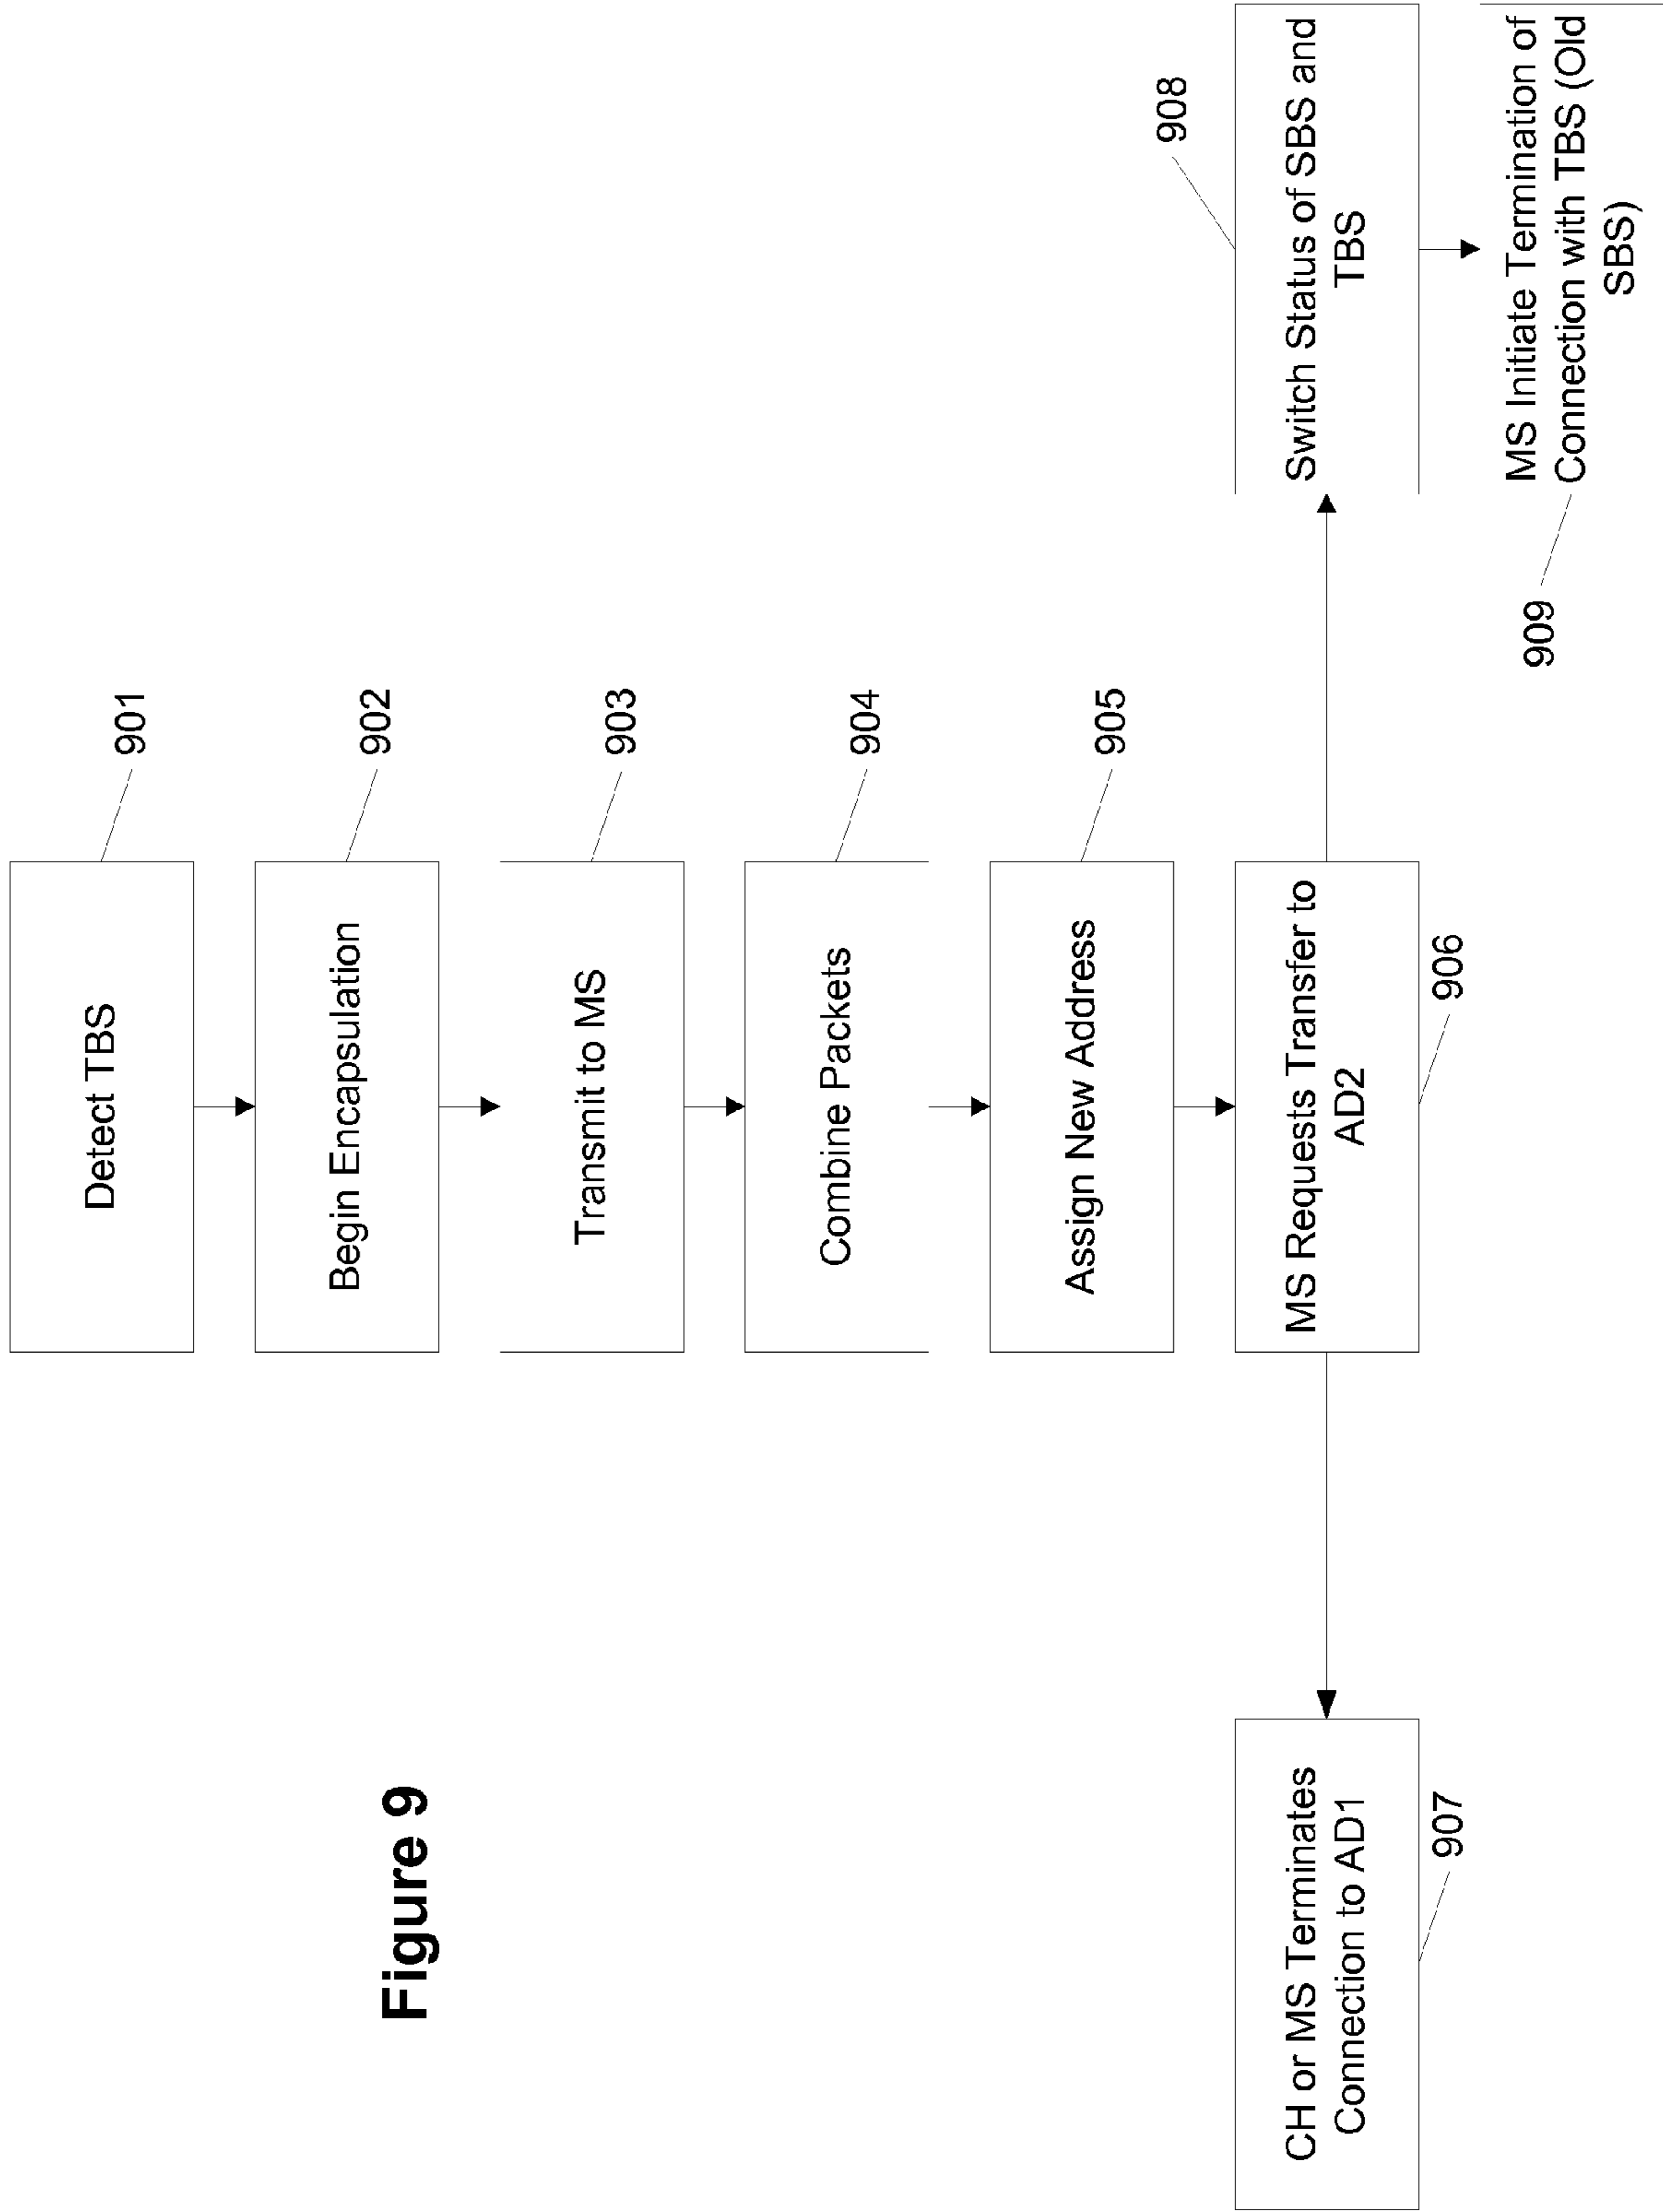 Figure 9
Detect TBS
901
Begin Encapsulation
902
Transmit to MS
903
Combine Packets
904
Assign New Address
905
MS Requests Transfer to
AD2
906
CH or MS Terminates
Connection to AD1
907
Switch Status of SBS and
TBS
908
MS Initiate Termination of
Connection with TBS (Old
SBS)
909